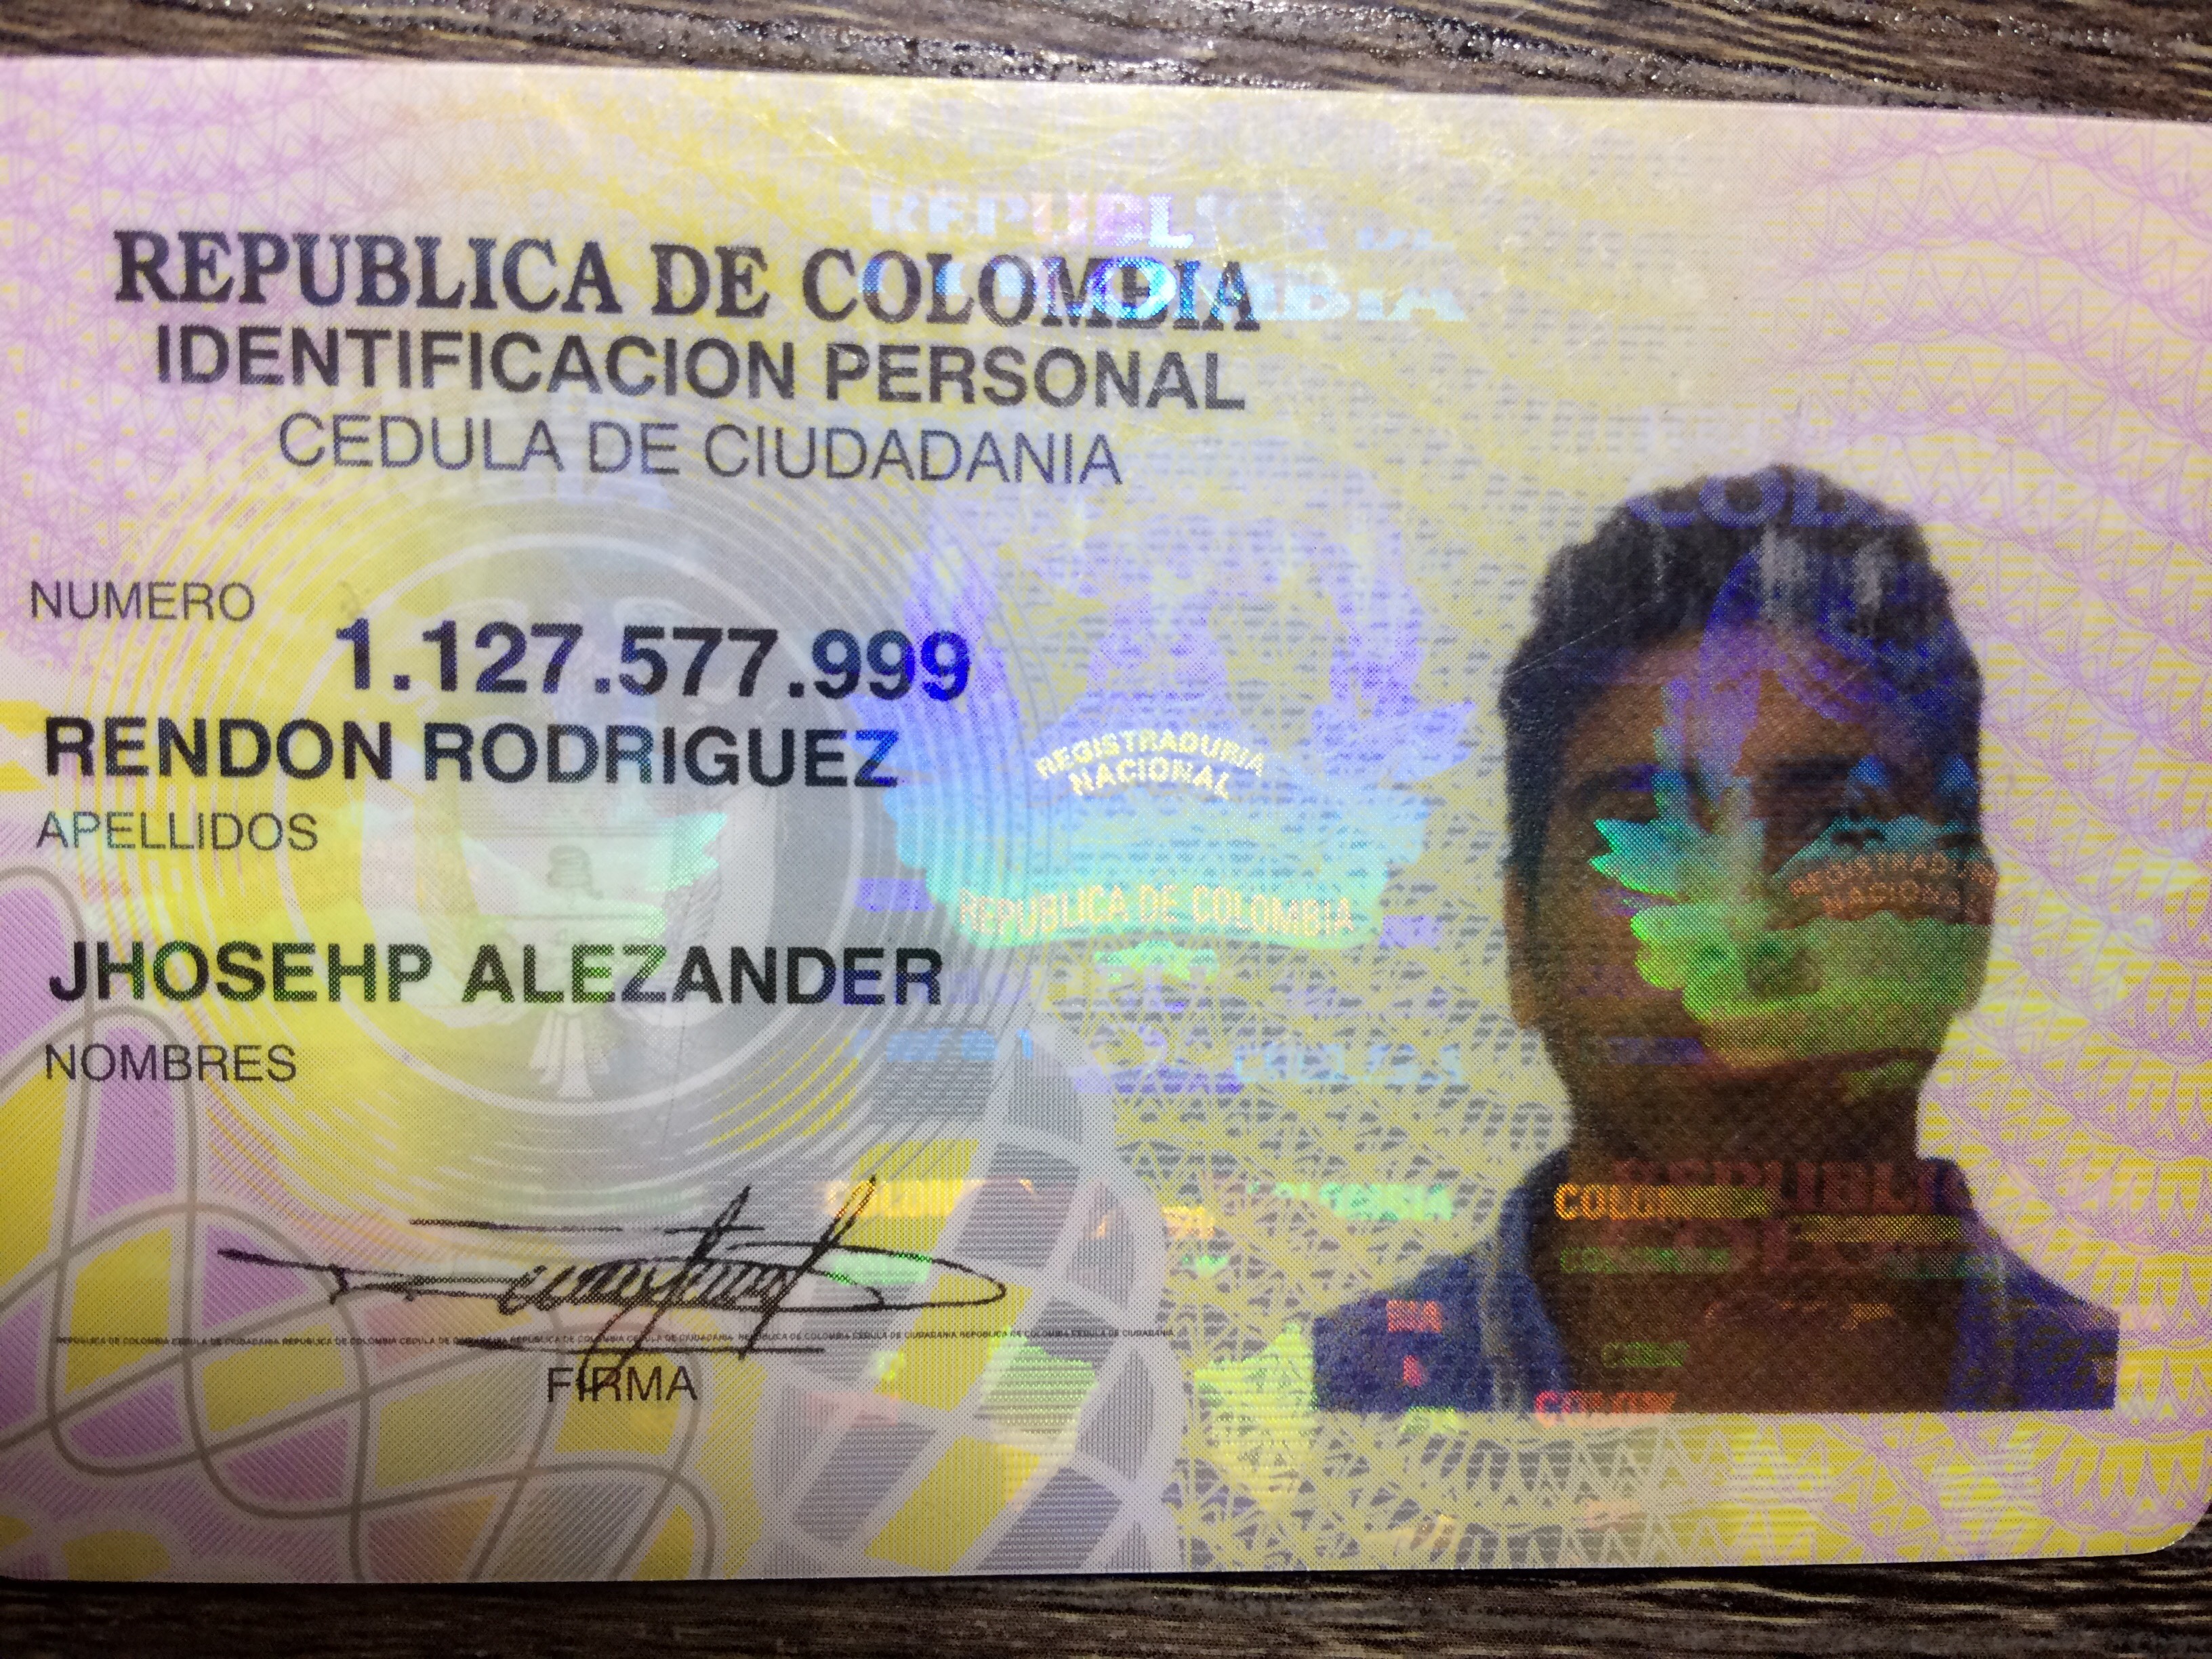 REPUBLICA DE COLOMBIA
IDENTIFICACION PERSONAL
CEDULA DE CIUDADANIA
NUMERO 1.127.577.999
RENDON RODRIGUEZ
APELLIDOS
JHOSEHP ALEZANDER
NOMBRES
FIRMA
REGISTRADURIA
NACIONAL
REPUBLICA DE COLOMBIA